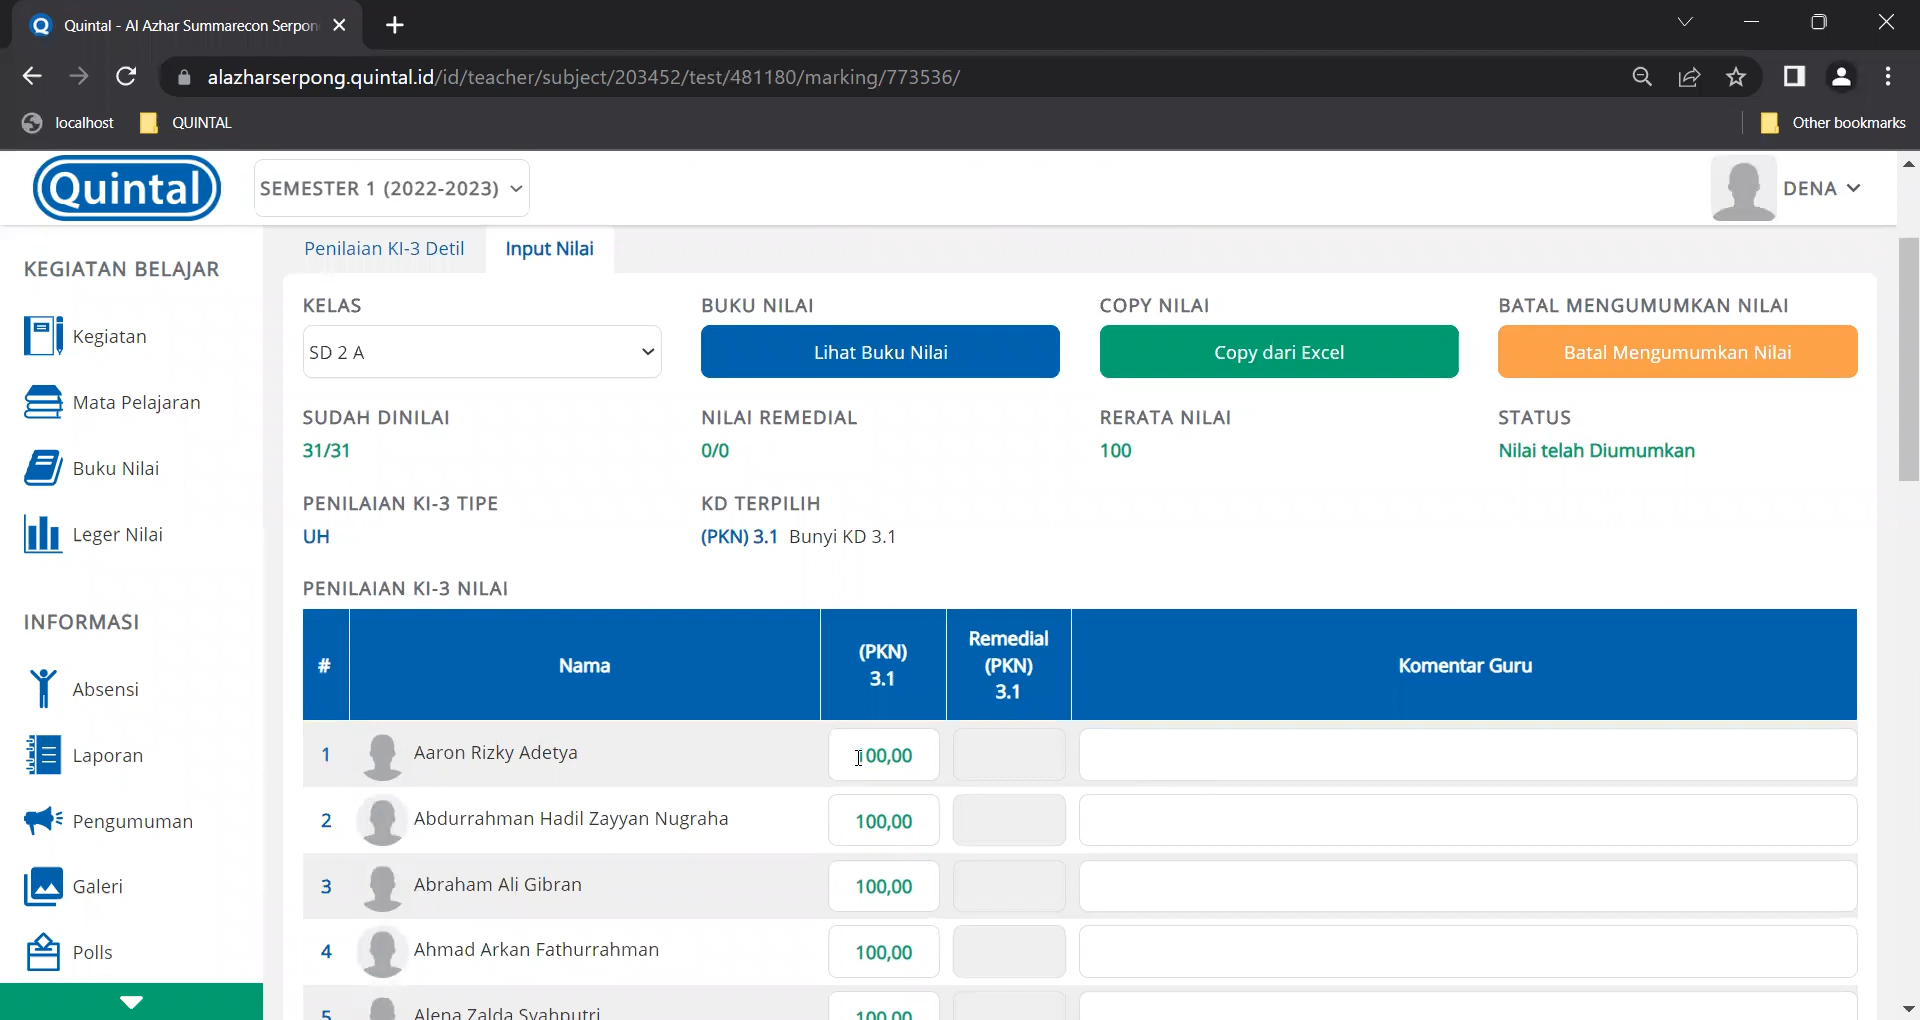 Quintal - Al Azhar Summarecon Serpon
alazharserpong.quintal.id/id/teacher/subject/203452/test/481180/marking/773536/
localhost
QUINTAL
Other bookmarks
Quintal
SEMESTER 1 (2022-2023)
DENA
KEGIATAN BELAJAR
Kegiatan
Mata Pelajaran
Buku Nilai
Leger Nilai
INFORMASI
Absensi
Laporan
Pengumuman
Galeri
Polls
Penilaian KI-3 Detil
Input Nilai
KELAS
BUKU NILAI
COPY NILAI
BATAL MENGUMUMKAN NILAI
SD 2 A
Lihat Buku Nilai
Copy dari Excel
Batal Mengumumkan Nilai
SUDAH DINILAI
NILAI REMEDIAL
RERATA NILAI
STATUS
31/31
0/0
100
Nilai telah Diumumkan
PENILAIAN KI-3 TIPE
KD TERPILIH
UH
(PKN) 3.1 Bunyi KD 3.1
PENILAIAN KI-3 NILAI
#
Nama
(PKN)
3.1
Remedial
(PKN)
3.1
Komentar Guru
1 Aaron Rizky Adetya 100,00
2 Abdurrahman Hadil Zayyan Nugraha 100,00
3 Abraham Ali Gibran 100,00
4 Ahmad Arkan Fathurrahman 100,00
5 Alena Zalda Syahputri 100,00